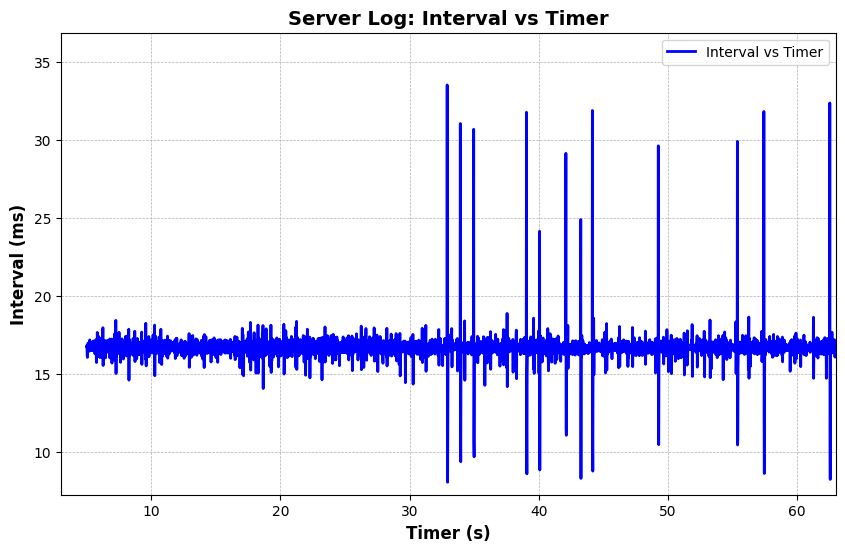 Server Log: Interval vs Timer
Interval vs Timer
35
30
25
20
15
10
Interval (ms)
10 20 30 40 50 60
Timer (s)